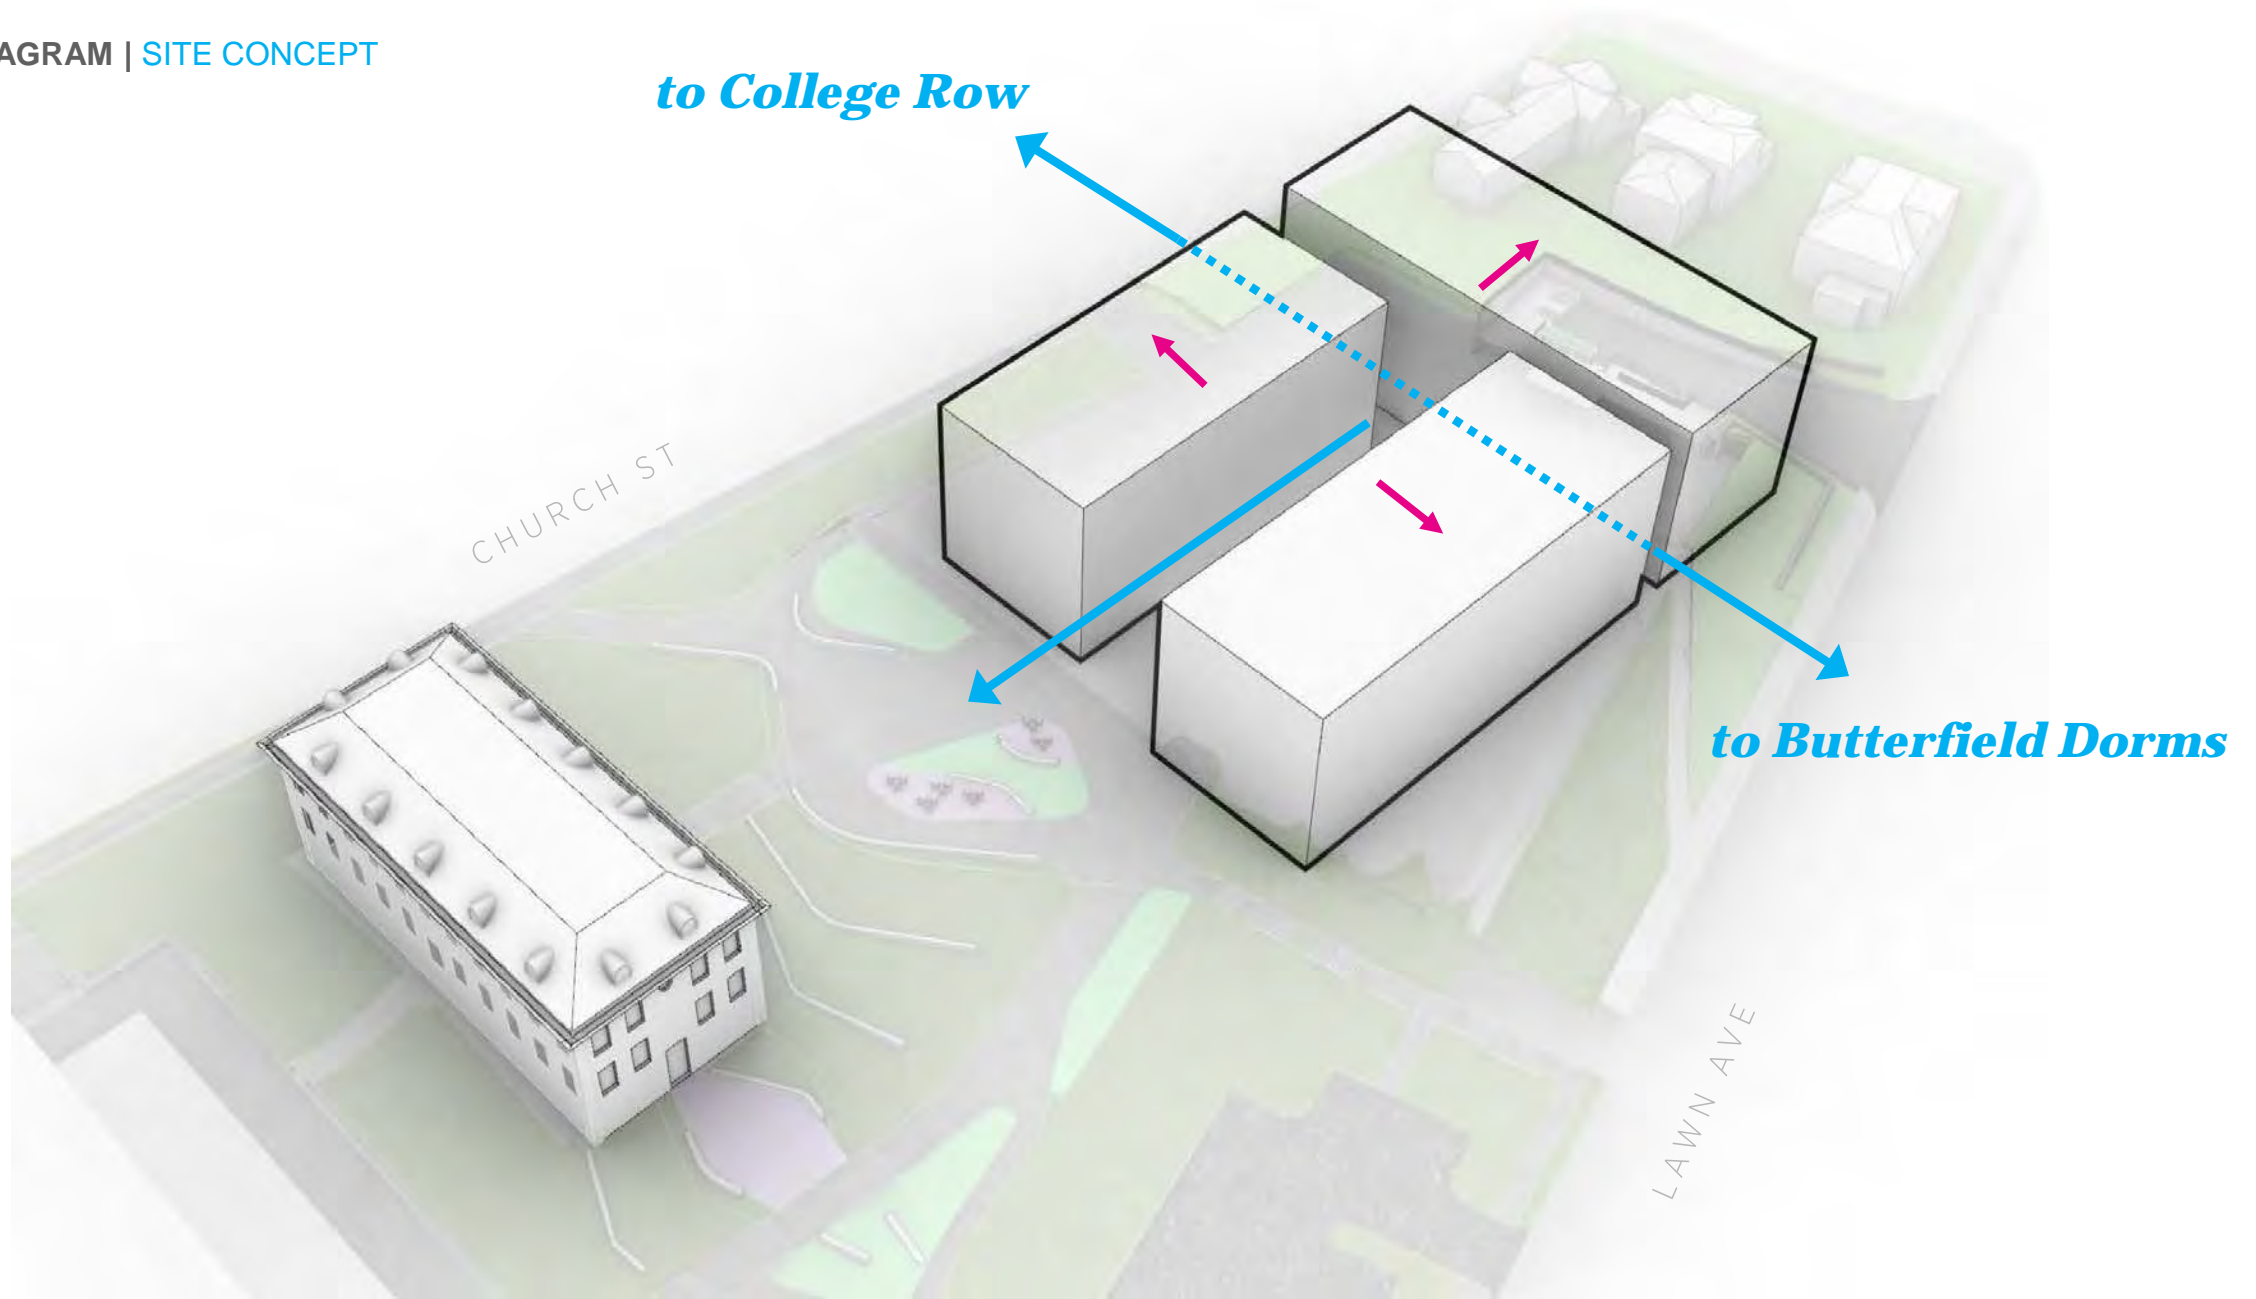 AGRAM | SITE CONCEPT
to College Row
CHURCH ST
to Butterfield Dorms
LAWN AVE